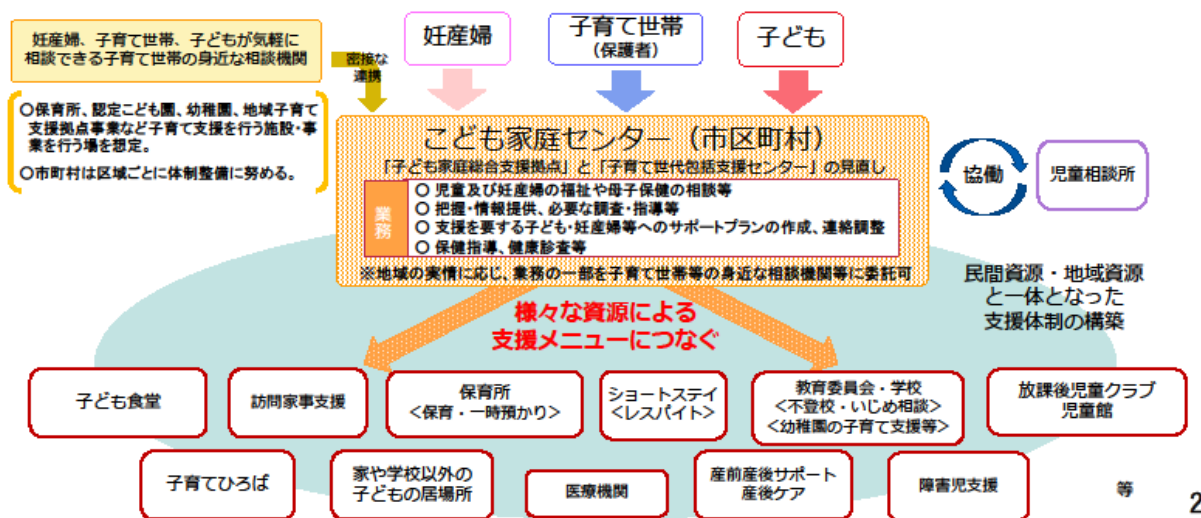 妊産婦、子育て世帯、子どもが気軽に
相談できる子育て世帯の身近な相談機関
○保育所、認定こども園、幼稚園、地域子育て
支援拠点事業など子育て支援を行う施設・事
業を行う場を想定。
○市町村は区域ごとに体制整備に努める。
密接な
連携
妊産婦
子育て世帯
(保護者)
子ども
こども家庭センター（市区町村）
「子ども家庭総合支援拠点」と「子育て世代包括支援センター」の見直し
業務
○ 児童及び妊産婦の福祉や母子保健の相談等
○ 把握・情報提供、必要な調査・指導等
○ 支援を要する子ども・妊産婦等へのサポートプランの作成、連絡調整
○ 保健指導、健康診査等
※地域の実情に応じ、業務の一部を子育て世帯等の身近な相談機関等に委託可
協働
児童相談所
民間資源・地域資源
と一体となった
支援体制の構築
様々な資源による
支援メニューにつなぐ
子ども食堂
訪問家事支援
保育所
<保育・一時預かり>
ショートステイ
<レスパイト>
教育委員会・学校
<不登校・いじめ相談>
<幼稚園の子育て支援等>
放課後児童クラブ
児童館
子育てひろば
家や学校以外の
子どもの居場所
医療機関
産前産後サポート
産後ケア
障害児支援
等
2